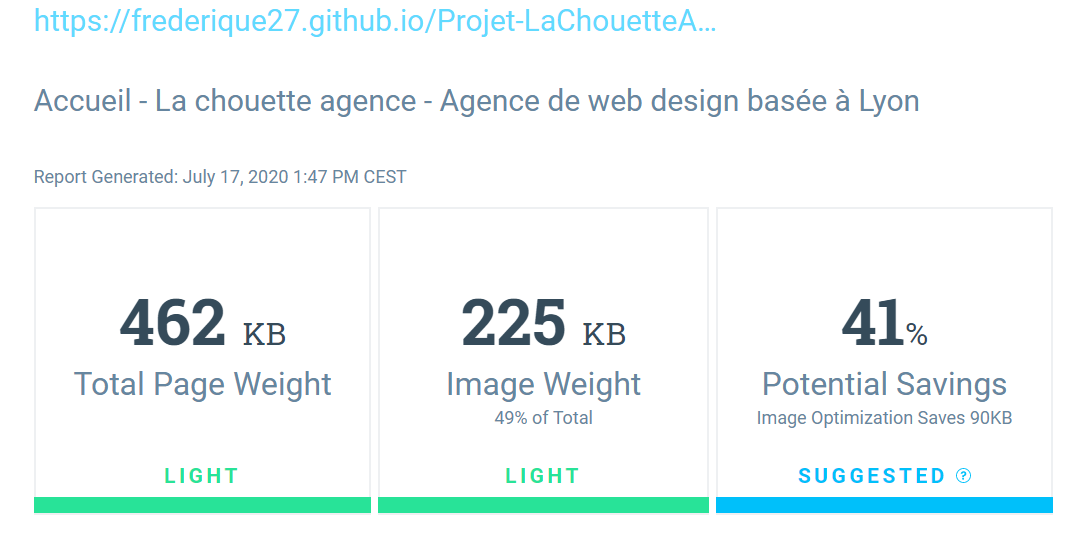 https://frederique27.github.io/Projet-LaChouetteA...
Accueil - La chouette agence - Agence de web design basée à Lyon
Report Generated: July 17, 2020 1:47 PM CEST
462 KB
Total Page Weight
LIGHT
225 KB
Image Weight
49% of Total
LIGHT
41%
Potential Savings
Image Optimization Saves 90KB
SUGGESTED ?